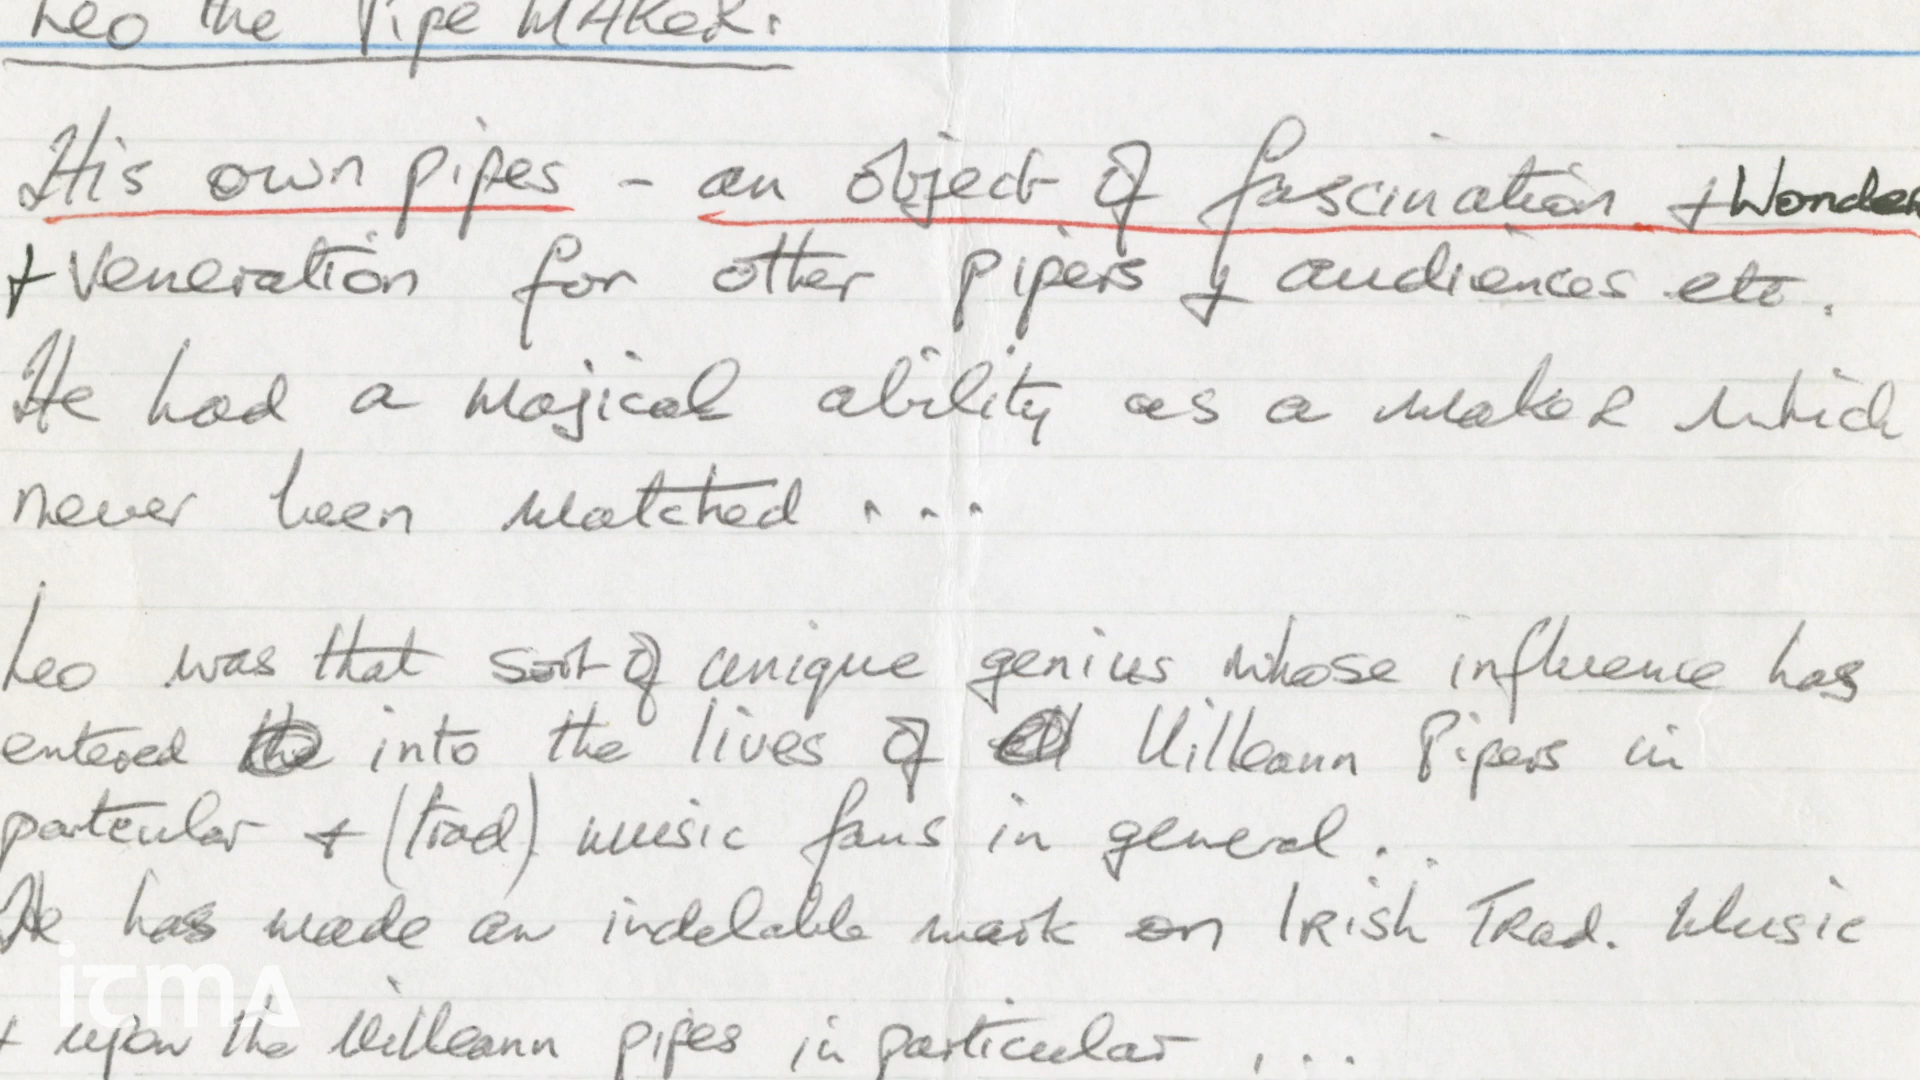 Leo the Pipe MAKER.
His own pipes - an object of fascination + Wonder
+ veneration for other pipers & audiences etc.
He had a magical ability as a maker which
never been matched ...
Leo was that sort of unique genius whose influence has
entered into the lives of Uilleann Pipers in
particular + (trad) music fans in general..
He has made an indelable mark on IRish TRad. Music
+ upon the Uilleann pipes in particular ,...
iTMA